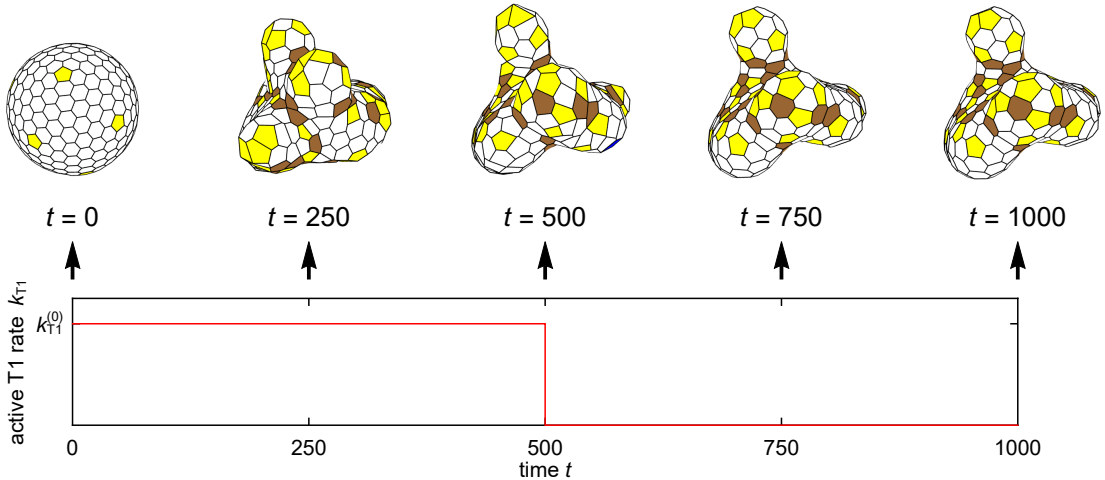 t = 0
t = 250
t = 500
t = 750
t = 1000
active T1 rate k_T1
k_T1^(0)
0
250
500
750
1000
time t